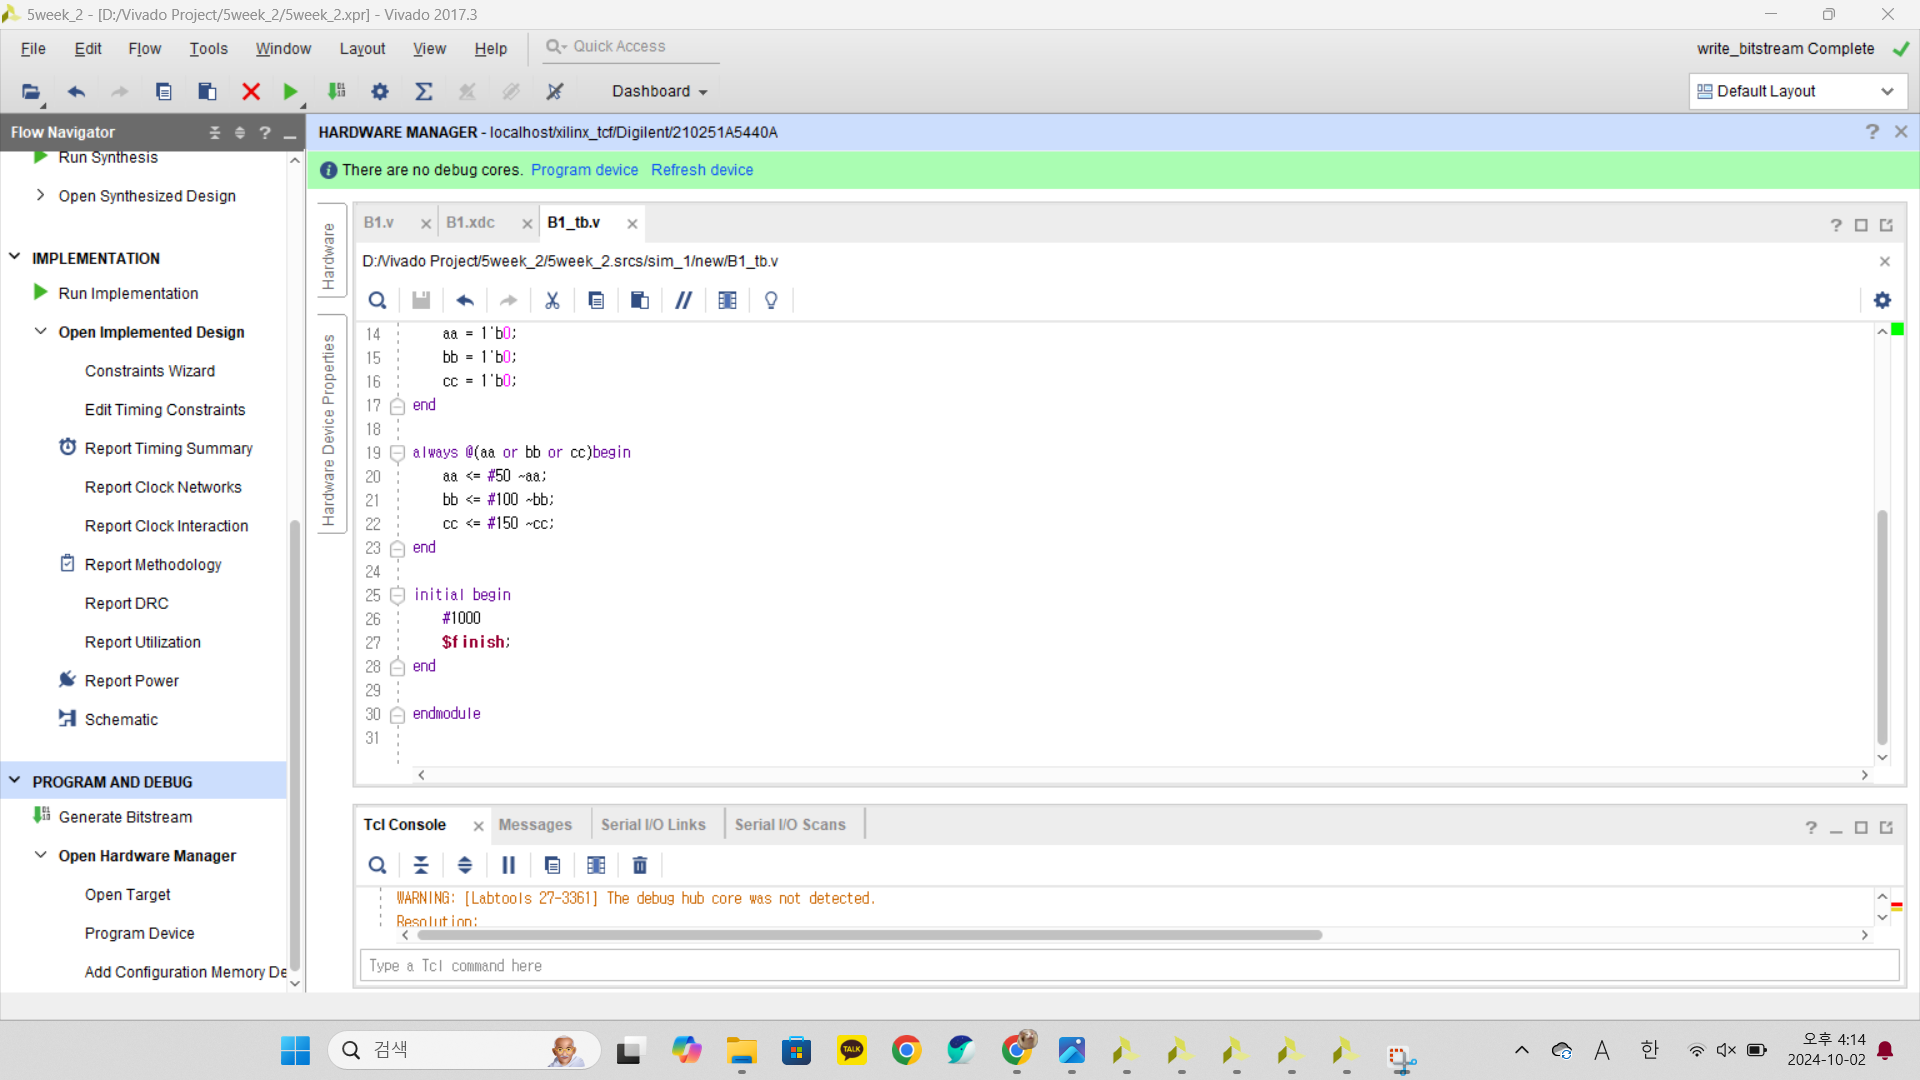 5week_2 - [D:/Vivado Project/5week_2/5week_2.xpr] - Vivado 2017.3
File Edit Flow Tools Window Layout View Help Quick Access
write_bitstream Complete
Dashboard
Default Layout
Flow Navigator
Run Synthesis
Open Synthesized Design
IMPLEMENTATION
Run Implementation
Open Implemented Design
Constraints Wizard
Edit Timing Constraints
Report Timing Summary
Report Clock Networks
Report Clock Interaction
Report Methodology
Report DRC
Report Utilization
Report Power
Schematic
PROGRAM AND DEBUG
Generate Bitstream
Open Hardware Manager
Open Target
Program Device
Add Configuration Memory De
HARDWARE MANAGER - localhost/xilinx_tcf/Digilent/210251A5440A
There are no debug cores. Program device Refresh device
Hardware
Hardware Device Properties
B1.v B1.xdc B1_tb.v
D:/Vivado Project/5week_2/5week_2.srcs/sim_1/new/B1_tb.v
14 aa = 1'b0;
15 bb = 1'b0;
16 cc = 1'b0;
17 end
18
19 always @(aa or bb or cc)begin
20 aa <= #50 ~aa;
21 bb <= #100 ~bb;
22 cc <= #150 ~cc;
23 end
24
25 initial begin
26 #1000
27 $finish;
28 end
29
30 endmodule
31
Tcl Console Messages Serial I/O Links Serial I/O Scans
WARNING: [Labtools 27-3361] The debug hub core was not detected.
Resolution:
Type a Tcl command here
검색
TALK
A
한
오후 4:14
2024-10-02